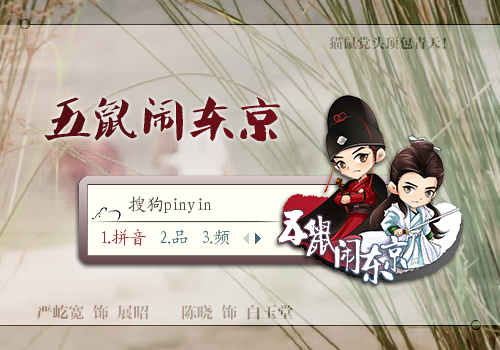 猫鼠党头顶包青天!
五鼠闹东京
搜狗pinyin
1.拼音 2.品 3.频
五鼠闹东京
严屹宽 饰 展昭 陈晓 饰 白玉堂